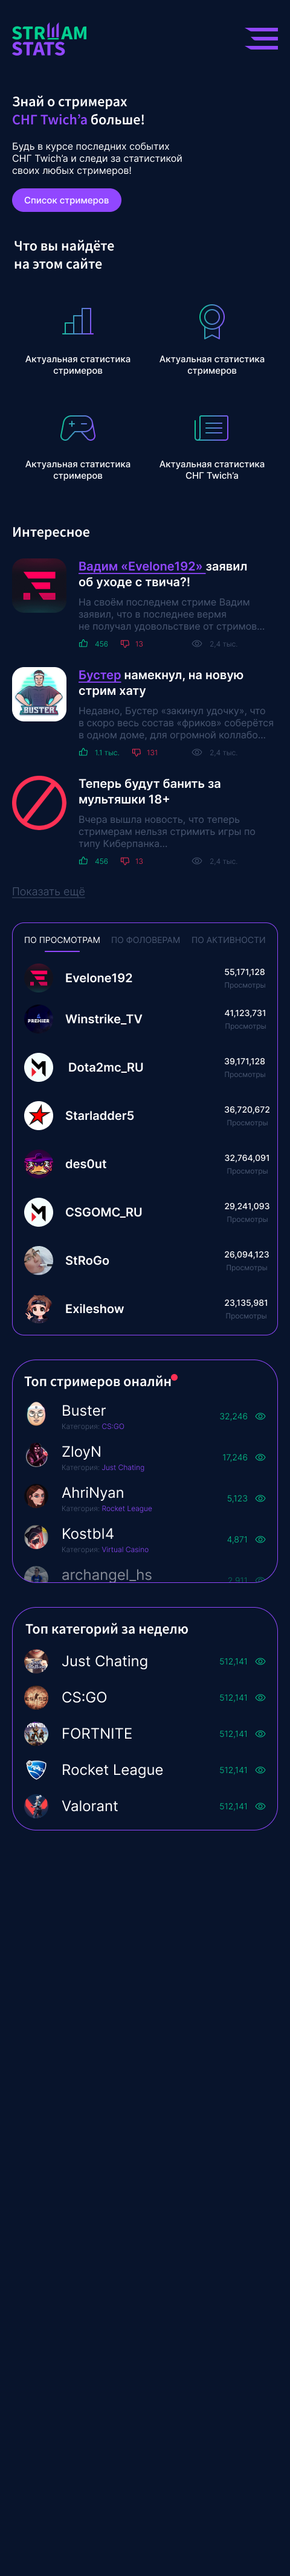 STREAM
STATS
Знай о стримерах
СНГ Twich’a больше!
Будь в курсе последних событих
СНГ Twich’a и следи за статистикой
своих любых стримеров!
Список стримеров
Что вы найдёте
на этом сайте
Актуальная статистика
стримеров
Актуальная статистика
стримеров
Актуальная статистика
стримеров
Актуальная статистика
СНГ Twich’a
Интересное
Вадим «Evelone192» заявил
об уходе с твича?!
На своём последнем стриме Вадим
заявил, что в последнее вермя
не получал удовольствие от стримов...
456 13 2,4 тыс.
BUSTER
Бустер намекнул, на новую
стрим хату
Недавно, Бустер «закинул удочку», что
в скоро весь состав «фриков» соберётся
в одном доме, для огромной коллабо...
1.1 тыс. 131 2,4 тыс.
Теперь будут банить за
мультяшки 18+
Вчера вышла новость, что теперь
стримерам нельзя стримить игры по
типу Киберпанка...
456 13 2,4 тыс.
Показать ещё
ПО ПРОСМОТРАМ ПО ФОЛОВЕРАМ ПО АКТИВНОСТИ
Evelone192 55,171,128
Просмотры
Winstrike_TV 41,123,731
Просмотры
Dota2mc_RU 39,171,128
Просмотры
Starladder5 36,720,672
Просмотры
des0ut 32,764,091
Просмотры
CSGOMC_RU 29,241,093
Просмотры
StRoGo 26,094,123
Просмотры
Exileshow 23,135,981
Просмотры
Топ стримеров оналйн
Buster 32,246
Категория: CS:GO
ZloyN 17,246
Категория: Just Chating
AhriNyan 5,123
Категория: Rocket League
Kostbl4 4,871
Категория: Virtual Casino
archangel_hs 2,911
Топ категорий за неделю
Just Chating 512,141
CS:GO 512,141
FORTNITE 512,141
Rocket League 512,141
Valorant 512,141